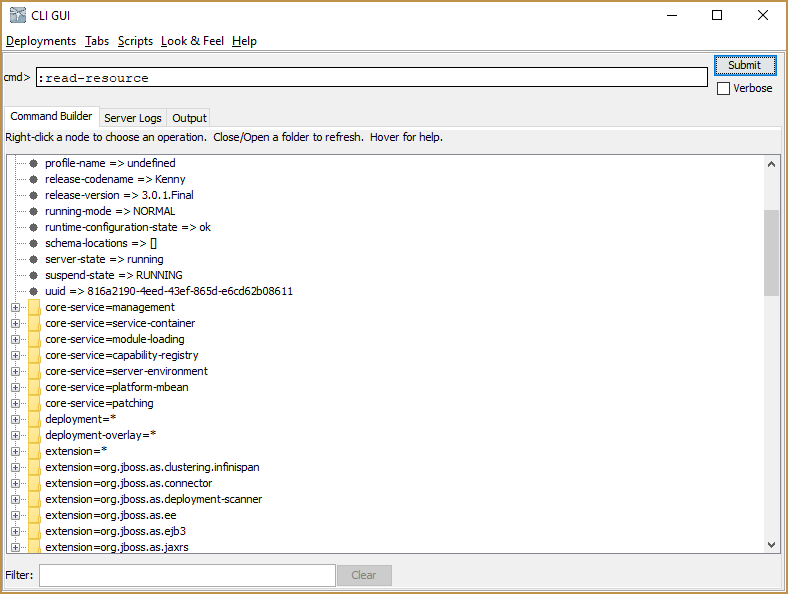 CLI GUI
Deployments Tabs Scripts Look & Feel Help
cmd> :read-resource Submit
Verbose
Command Builder Server Logs Output
Right-click a node to choose an operation. Close/Open a folder to refresh. Hover for help.
profile-name => undefined
release-codename => Kenny
release-version => 3.0.1.Final
running-mode => NORMAL
runtime-configuration-state => ok
schema-locations => []
server-state => running
suspend-state => RUNNING
uuid => 816a2190-4eed-43ef-865d-e6cd62b08611
core-service=management
core-service=service-container
core-service=module-loading
core-service=capability-registry
core-service=server-environment
core-service=platform-mbean
core-service=patching
deployment=*
deployment-overlay=*
extension=*
extension=org.jboss.as.clustering.infinispan
extension=org.jboss.as.connector
extension=org.jboss.as.deployment-scanner
extension=org.jboss.as.ee
extension=org.jboss.as.ejb3
extension=org.jboss.as.jaxrs
Filter: Clear